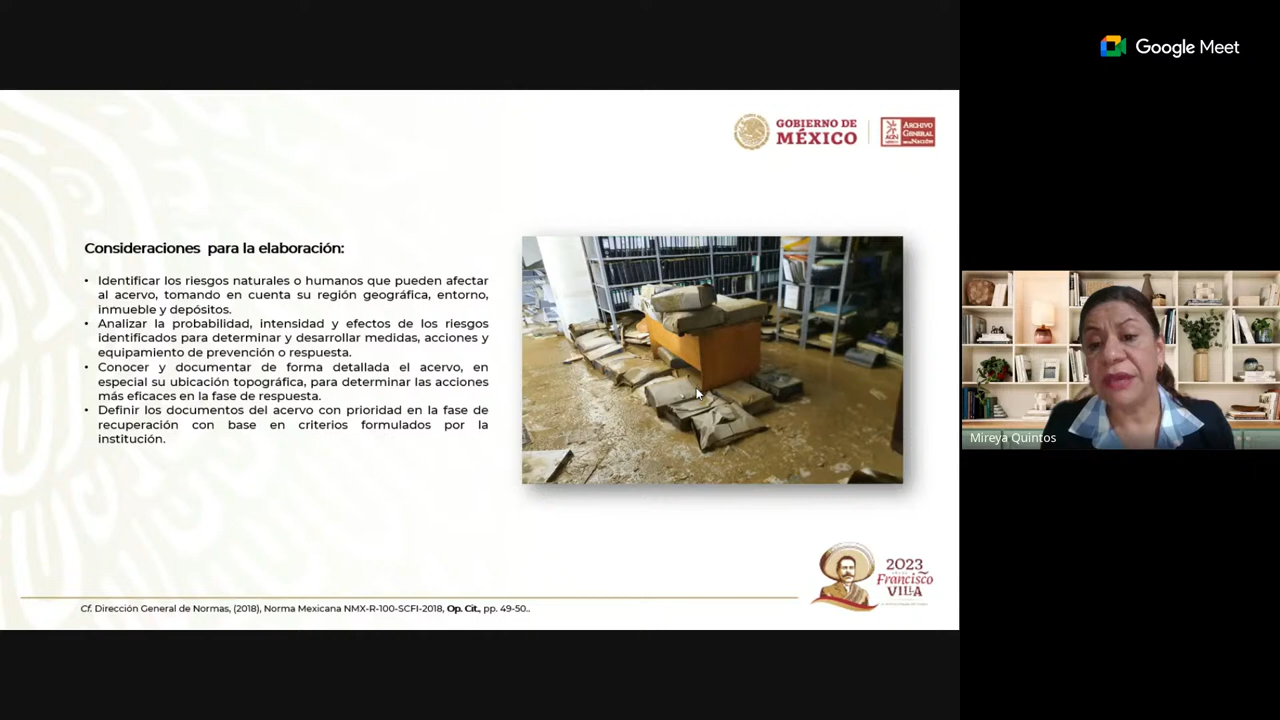 Google Meet
GOBIERNO DE
MÉXICO
ARCHIVO
GENERAL
DE LA NACIÓN
AGN
Consideraciones para la elaboración:
• Identificar los riesgos naturales o humanos que pueden afectar
al acervo, tomando en cuenta su región geográfica, entorno,
inmueble y depósitos.
• Analizar la probabilidad, intensidad y efectos de los riesgos
identificados para determinar y desarrollar medidas, acciones y
equipamiento de prevención o respuesta.
• Conocer y documentar de forma detallada el acervo, en
especial su ubicación topográfica, para determinar las acciones
más eficaces en la fase de respuesta.
• Definir los documentos del acervo con prioridad en la fase de
recuperación con base en criterios formulados por la
institución.
Mireya Quintos
2023
Francisco
VILLA
Cf. Dirección General de Normas, (2018), Norma Mexicana NMX-R-100-SCFI-2018, Op. Cit., pp. 49-50..